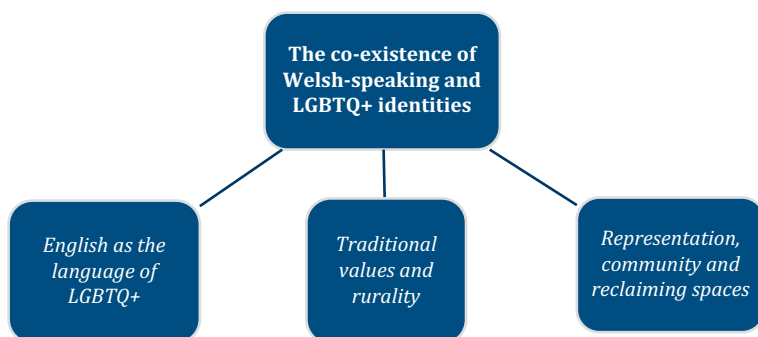 The co-existence of
Welsh-speaking and
LGBTQ+ identities
English as the
language of
LGBTQ+
Traditional
values and
rurality
Representation,
community and
reclaiming spaces